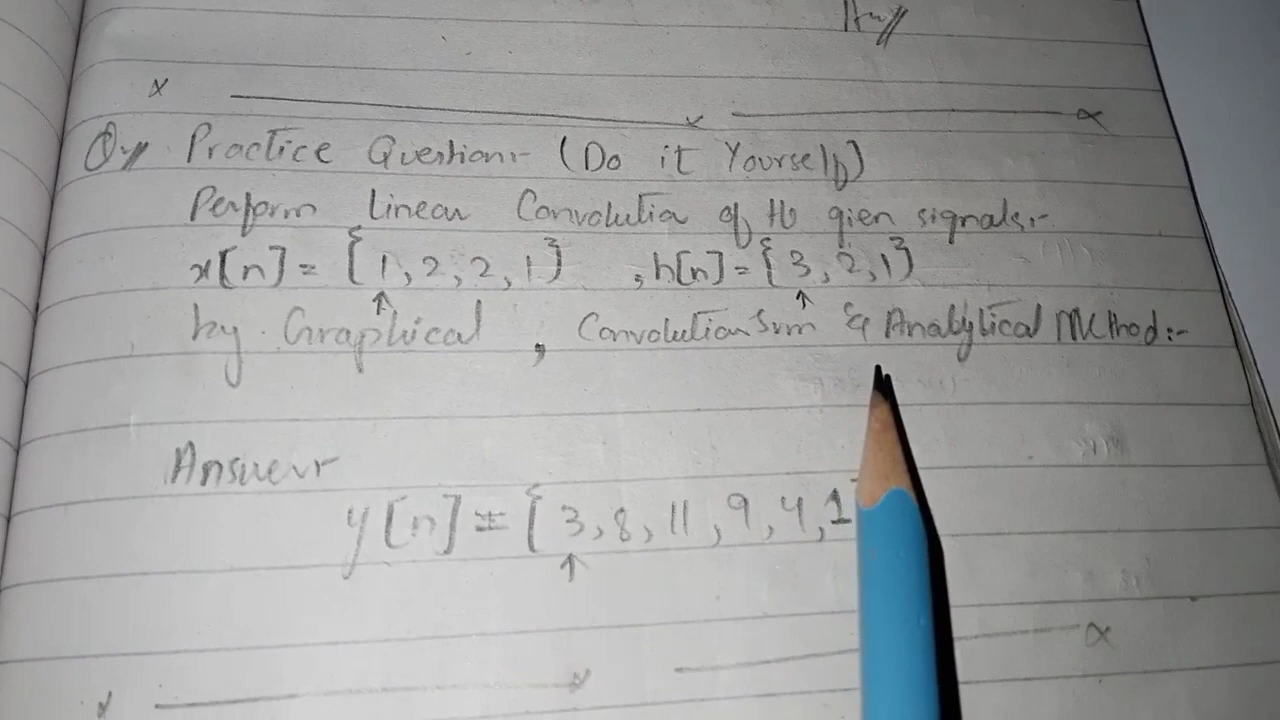 Q. Practice Question:- (Do it Yourself)
Perform Linear Convolution of the gien signals:-
x[n] = {1, 2, 2, 1} , h[n] = {3, 2, 1}
↑ ↑
by Graphical , Convolution Sum & Analytical Method:-
Answer
y[n] = {3, 8, 11, 9, 4, 1
↑